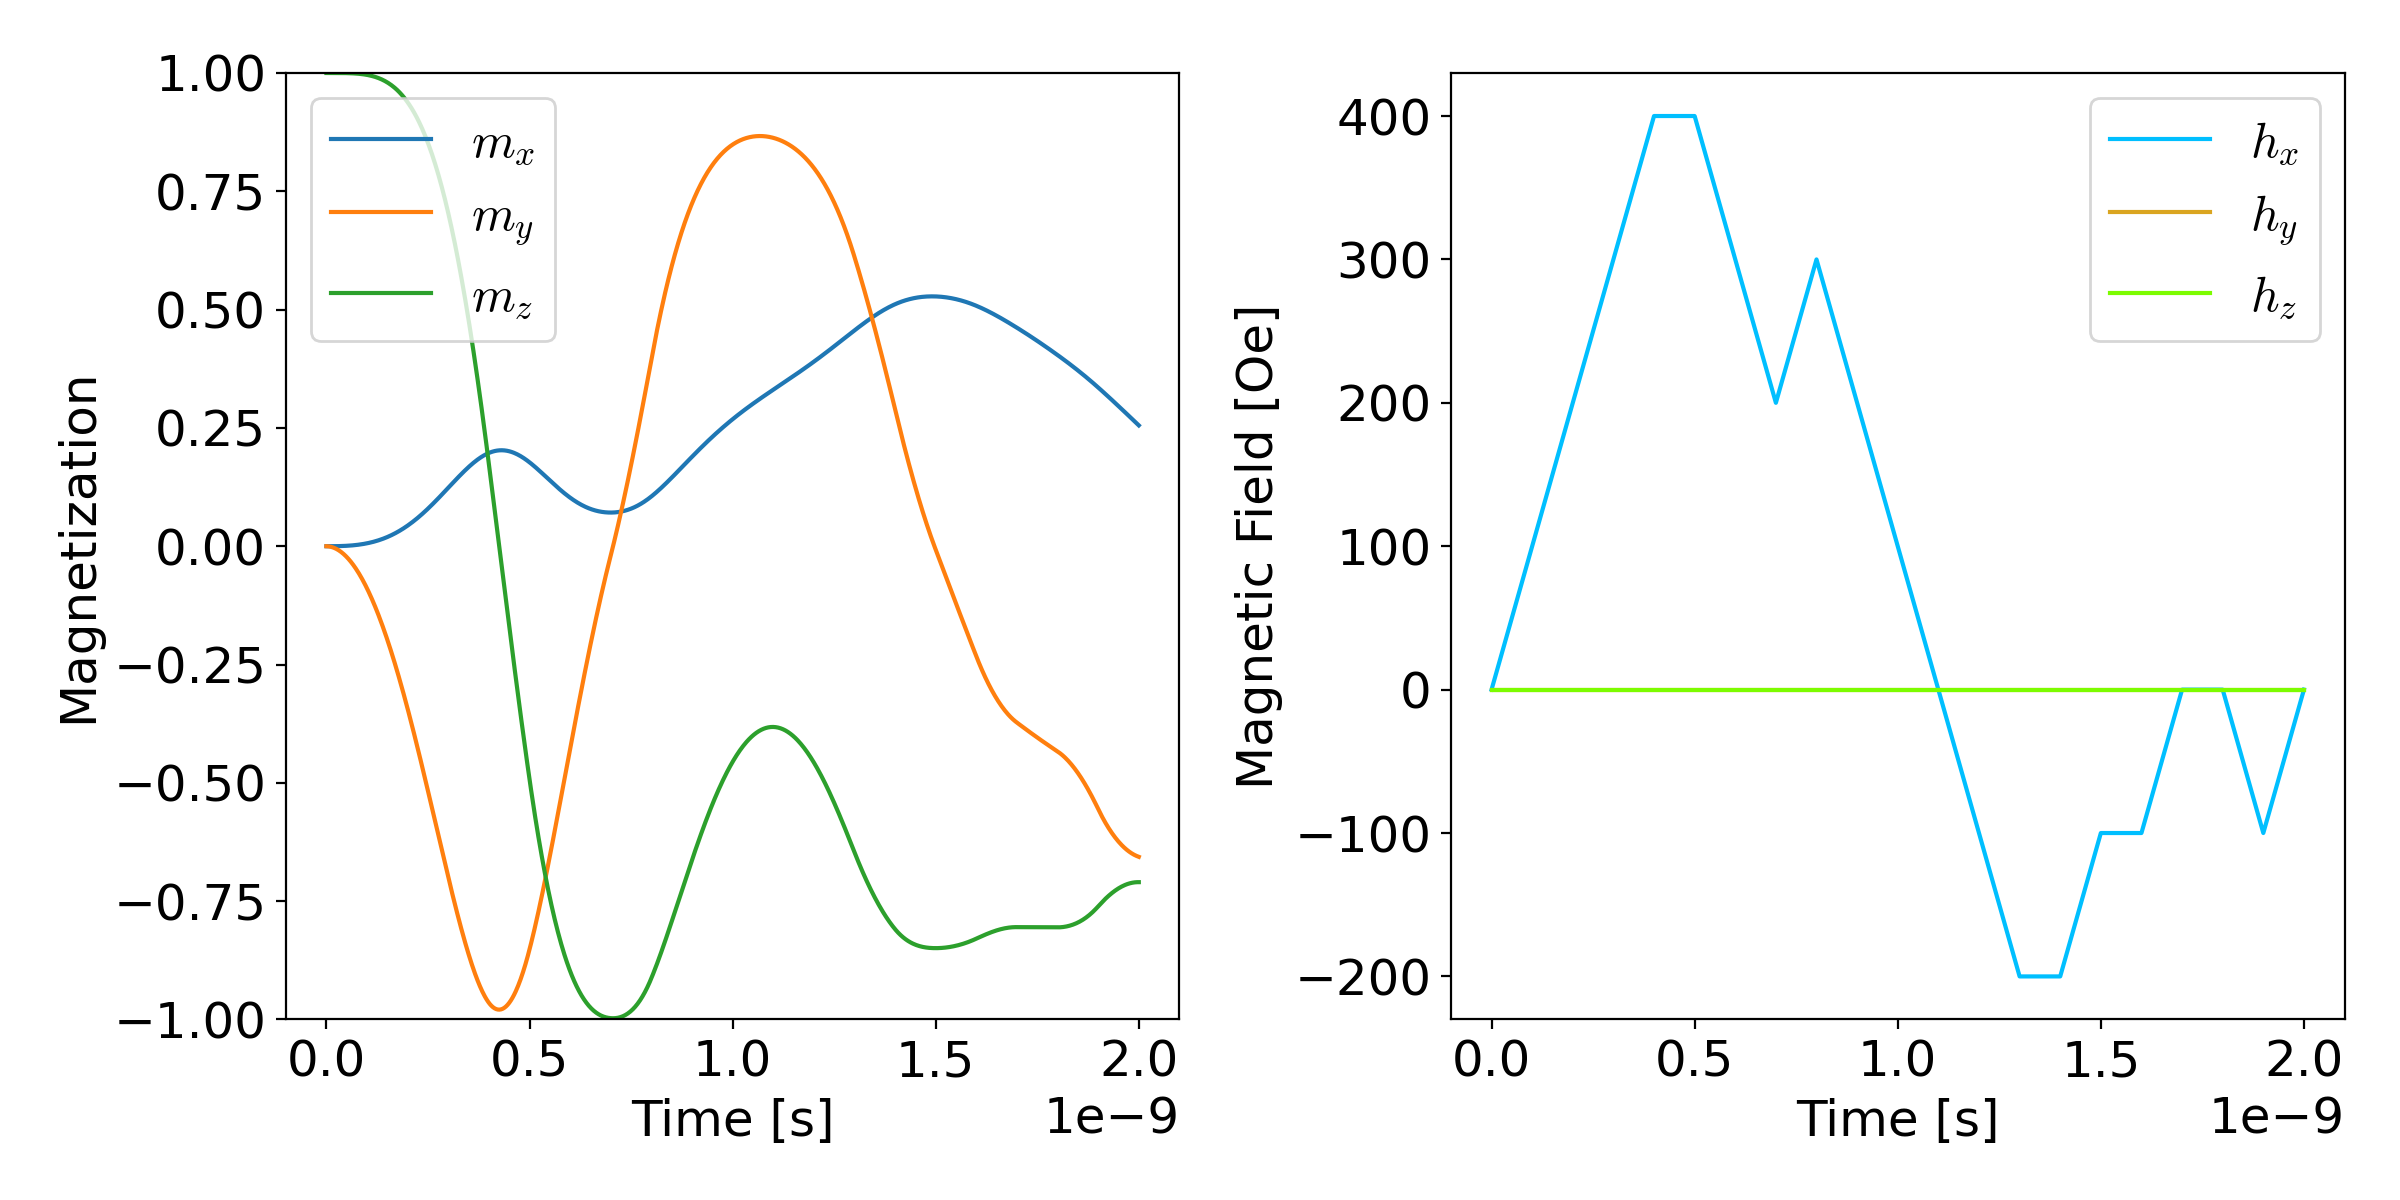 1.00
0.75
0.50
0.25
0.00
−0.25
−0.50
−0.75
−1.00
Magnetization
m_x
m_y
m_z
0.0 0.5 1.0 1.5 2.0
Time [s]
1e−9
400
300
200
100
0
−100
−200
Magnetic Field [Oe]
h_x
h_y
h_z
0.0 0.5 1.0 1.5 2.0
Time [s]
1e−9